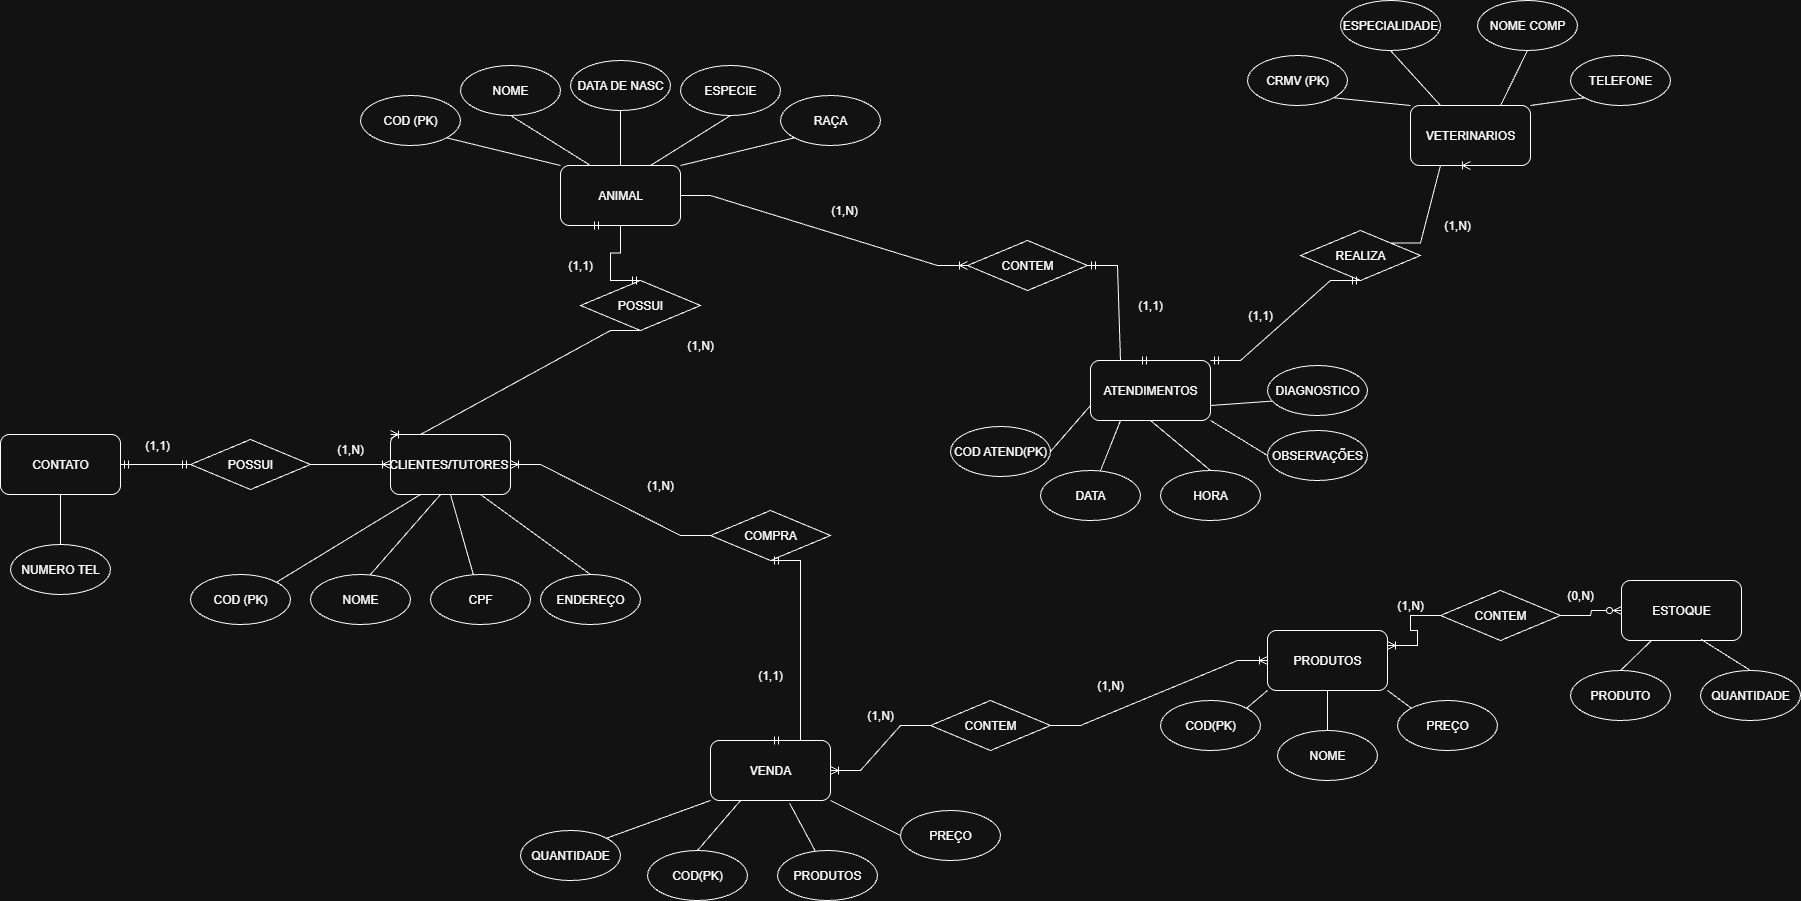 ESPECIALIDADE
NOME COMP
CRMV (PK)
TELEFONE
VETERINARIOS
DATA DE NASC
NOME
ESPECIE
COD (PK)
RAÇA
ANIMAL
(1,N)
(1,N)
(1,1)
CONTEM
REALIZA
POSSUI
(1,1)
(1,1)
(1,N)
ATENDIMENTOS
DIAGNOSTICO
COD ATEND(PK)
OBSERVAÇÕES
DATA
HORA
CONTATO
(1,1)
POSSUI
(1,N)
CLIENTES/TUTORES
(1,N)
COMPRA
NUMERO TEL
COD (PK)
NOME
CPF
ENDEREÇO
(1,N)
CONTEM
(0,N)
ESTOQUE
PRODUTOS
(1,1)
(1,N)
PRODUTO
QUANTIDADE
(1,N)
CONTEM
COD(PK)
PREÇO
NOME
VENDA
PREÇO
QUANTIDADE
COD(PK)
PRODUTOS